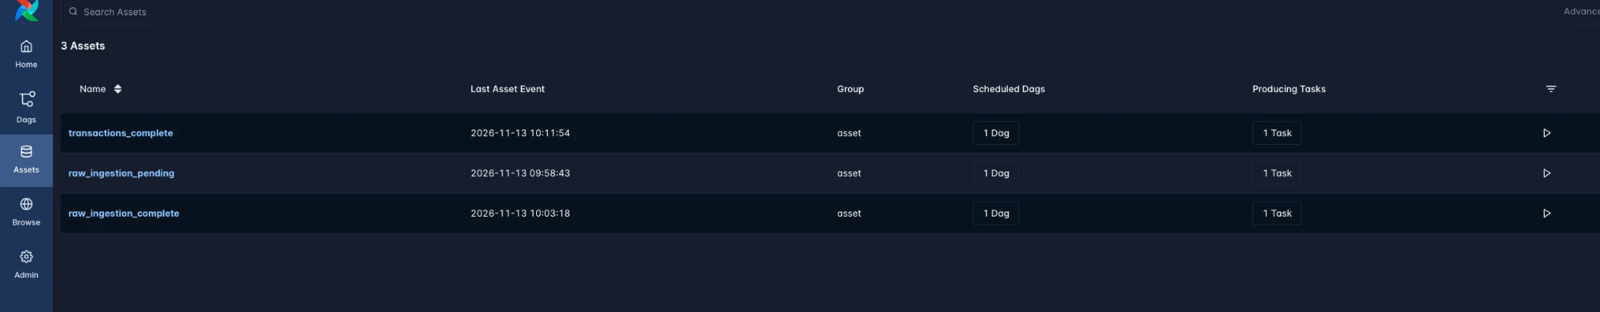 Search Assets
Advance
3 Assets
Home
Name Last Asset Event Group Scheduled Dags Producing Tasks
Dags
transactions_complete 2026-11-13 10:11:54 asset 1 Dag 1 Task
Assets
raw_ingestion_pending 2026-11-13 09:58:43 asset 1 Dag 1 Task
raw_ingestion_complete 2026-11-13 10:03:18 asset 1 Dag 1 Task
Browse
Admin